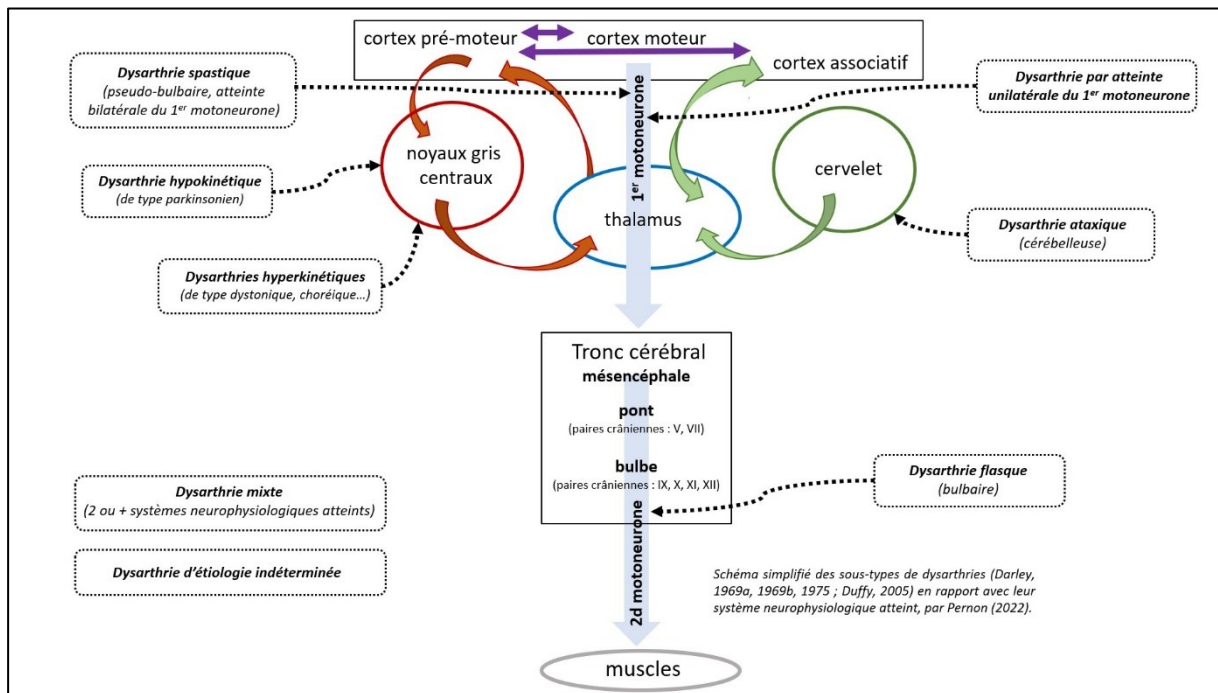 cortex pré-moteur
cortex moteur
cortex associatif
Dysarthrie spastique
(pseudo-bulbaire, atteinte
bilatérale du 1er motoneurone)
Dysarthrie par atteinte
unilatérale du 1er motoneurone
1er motoneurone
noyaux gris
centraux
cervelet
Dysarthrie hypokinétique
(de type parkinsonien)
thalamus
Dysarthrie ataxique
(cérébelleuse)
Dysarthries hyperkinétiques
(de type dystonique, choréique…)
Tronc cérébral
mésencéphale
pont
(paires crâniennes : V, VII)
bulbe
(paires crâniennes : IX, X, XI, XII)
Dysarthrie flasque
(bulbaire)
Dysarthrie mixte
(2 ou + systèmes neurophysiologiques atteints)
Dysarthrie d’étiologie indéterminée
2d motoneurone
Schéma simplifié des sous-types de dysarthries (Darley,
1969a, 1969b, 1975 ; Duffy, 2005) en rapport avec leur
système neurophysiologique atteint, par Pernon (2022).
muscles